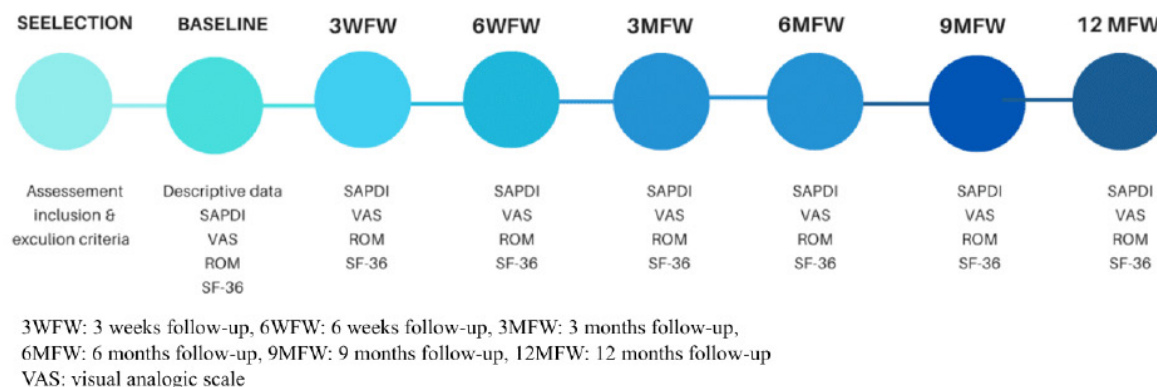 SEELECTION BASELINE 3WFW 6WFW 3MFW 6MFW 9MFW 12 MFW
Assessement Descriptive data SAPDI SAPDI SAPDI SAPDI SAPDI SAPDI
inclusion & SAPDI VAS VAS VAS VAS VAS VAS
exculion criteria VAS ROM ROM ROM ROM ROM ROM
ROM SF-36 SF-36 SF-36 SF-36 SF-36 SF-36
SF-36
3WFW: 3 weeks follow-up, 6WFW: 6 weeks follow-up, 3MFW: 3 months follow-up,
6MFW: 6 months follow-up, 9MFW: 9 months follow-up, 12MFW: 12 months follow-up
VAS: visual analogic scale